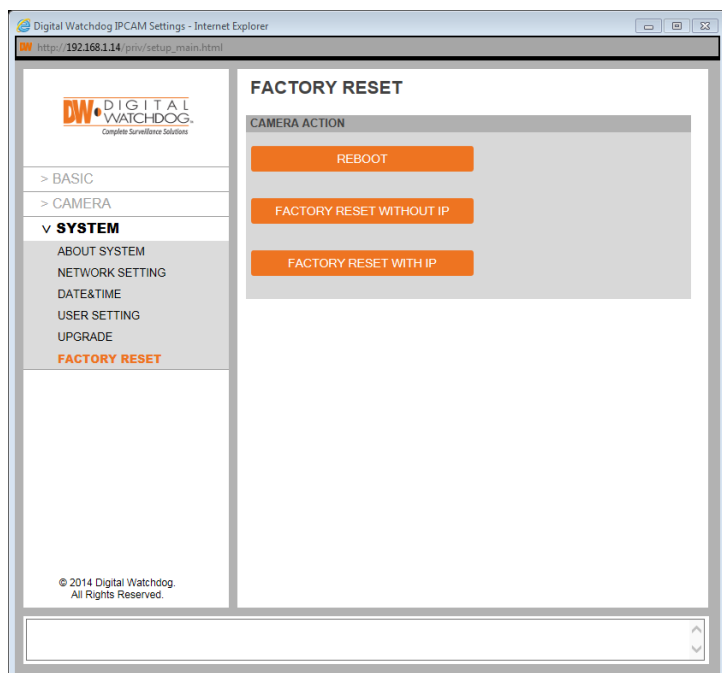 Digital Watchdog IPCAM Settings - Internet Explorer
DW http://192.168.1.14/priv/setup_main.html
DW DIGITAL
WATCHDOG®
Complete Surveillance Solutions
> BASIC
> CAMERA
v SYSTEM
ABOUT SYSTEM
NETWORK SETTING
DATE&TIME
USER SETTING
UPGRADE
FACTORY RESET
© 2014 Digital Watchdog.
All Rights Reserved.
FACTORY RESET
CAMERA ACTION
REBOOT
FACTORY RESET WITHOUT IP
FACTORY RESET WITH IP